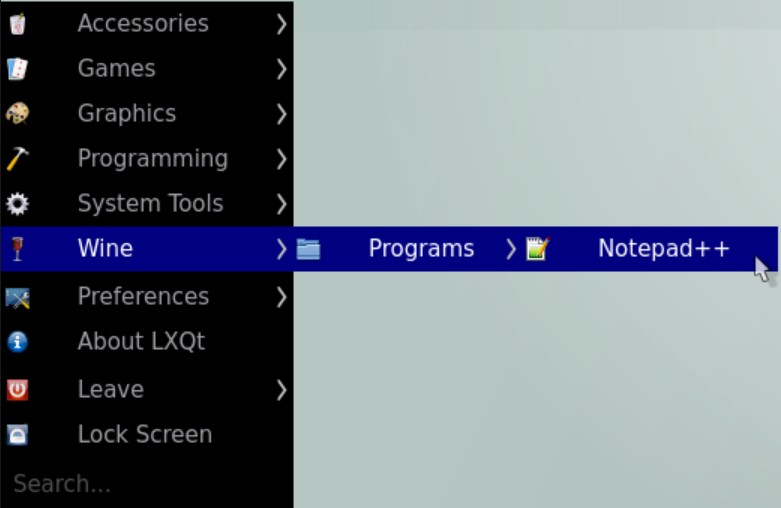 Accessories
Games
Graphics
Programming
System Tools
Wine Programs Notepad++
Preferences
About LXQt
Leave
Lock Screen
Search...